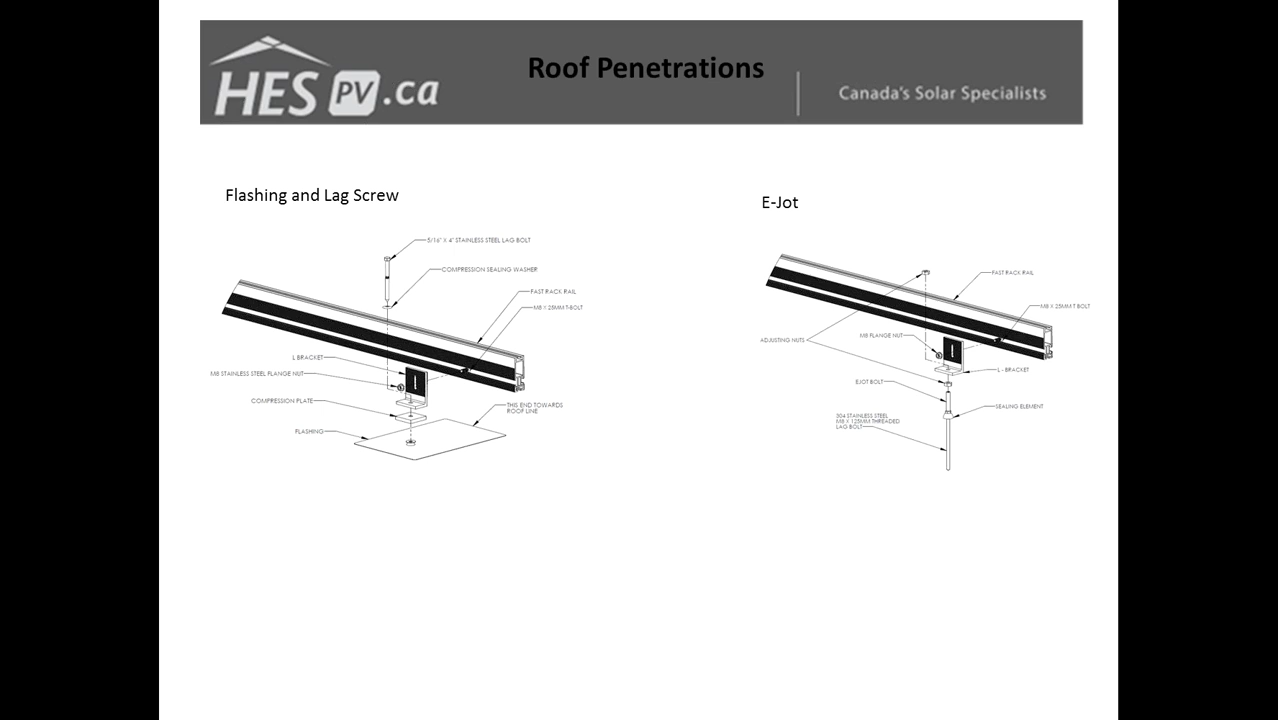 HES PV.ca
Roof Penetrations
Canada's Solar Specialists
Flashing and Lag Screw
5/16" X 4" STAINLESS STEEL LAG BOLT
COMPRESSION SEALING WASHER
FAST RACK RAIL
M8 X 25MM T-BOLT
L BRACKET
M8 STAINLESS STEEL FLANGE NUT
COMPRESSION PLATE
THIS END TOWARDS
ROOF LINE
FLASHING
E-Jot
FAST RACK RAIL
M8 X 25MM T BOLT
M8 FLANGE NUT
ADJUSTING NUTS
L - BRACKET
EJOT BOLT
SEALING ELEMENT
304 STAINLESS STEEL
M8 X 125MM THREADED
LAG BOLT